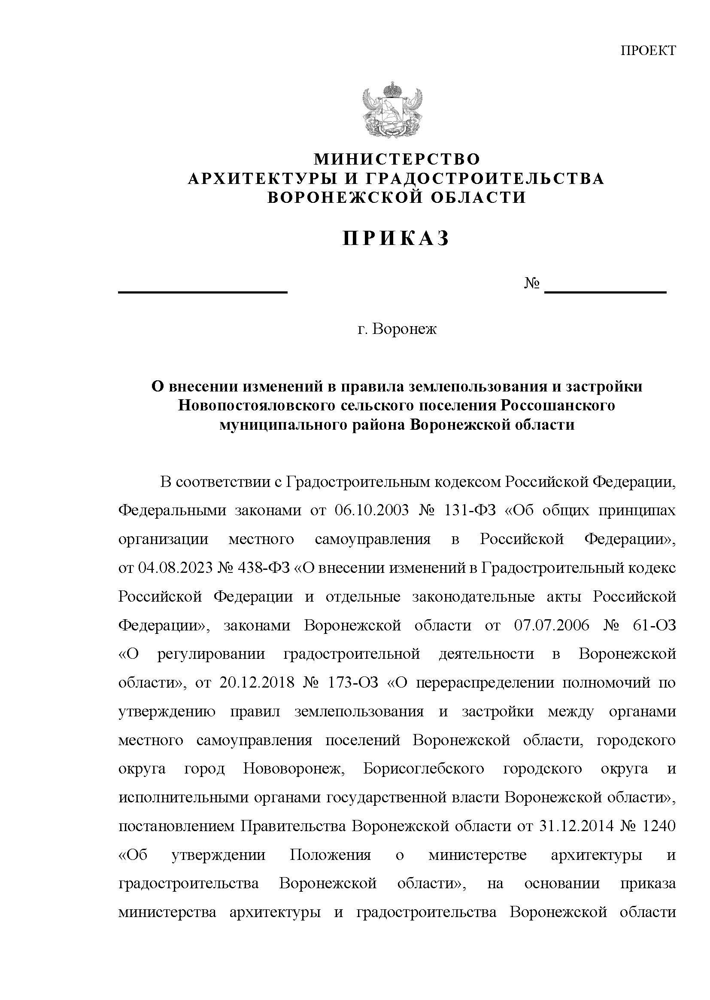 ПРОЕКТ
МИНИСТЕРСТВО
АРХИТЕКТУРЫ И ГРАДОСТРОИТЕЛЬСТВА
ВОРОНЕЖСКОЙ ОБЛАСТИ
ПРИКАЗ
№
г. Воронеж
О внесении изменений в правила землепользования и застройки
Новопостояловского сельского поселения Россошанского
муниципального района Воронежской области
В соответствии с Градостроительным кодексом Российской Федерации,
Федеральными законами от 06.10.2003 № 131-ФЗ «Об общих принципах
организации местного самоуправления в Российской Федерации»,
от 04.08.2023 № 438-ФЗ «О внесении изменений в Градостроительный кодекс
Российской Федерации и отдельные законодательные акты Российской
Федерации», законами Воронежской области от 07.07.2006 № 61-ОЗ
«О регулировании градостроительной деятельности в Воронежской
области», от 20.12.2018 № 173-ОЗ «О перераспределении полномочий по
утверждению правил землепользования и застройки между органами
местного самоуправления поселений Воронежской области, городского
округа город Нововоронеж, Борисоглебского городского округа и
исполнительными органами государственной власти Воронежской области»,
постановлением Правительства Воронежской области от 31.12.2014 № 1240
«Об утверждении Положения о министерстве архитектуры и
градостроительства Воронежской области», на основании приказа
министерства архитектуры и градостроительства Воронежской области